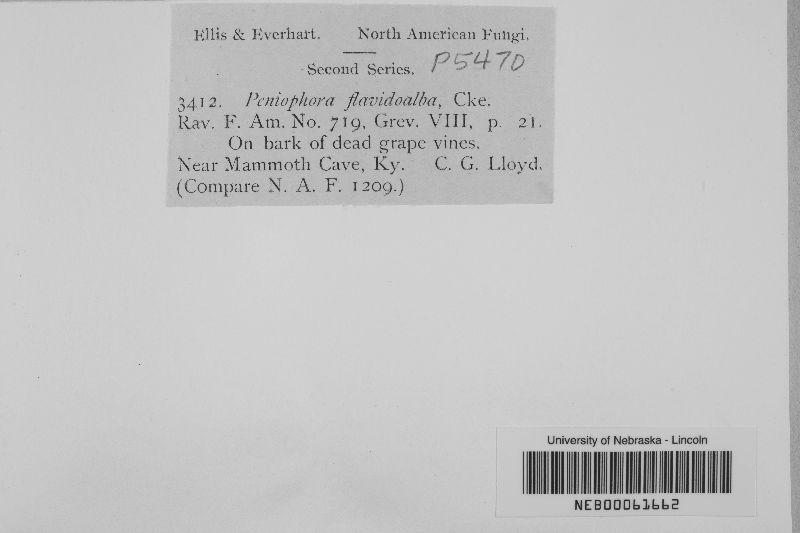 Ellis & Everhart. North American Fungi.
Second Series. P5470
3412. Peniophora flavidoalba, Cke.
Rav. F. Am. No. 719, Grev. VIII, p. 21.
On bark of dead grape vines.
Near Mammoth Cave, Ky. C. G. Lloyd.
(Compare N. A. F. 1209.)
University of Nebraska - Lincoln
NEB00061662